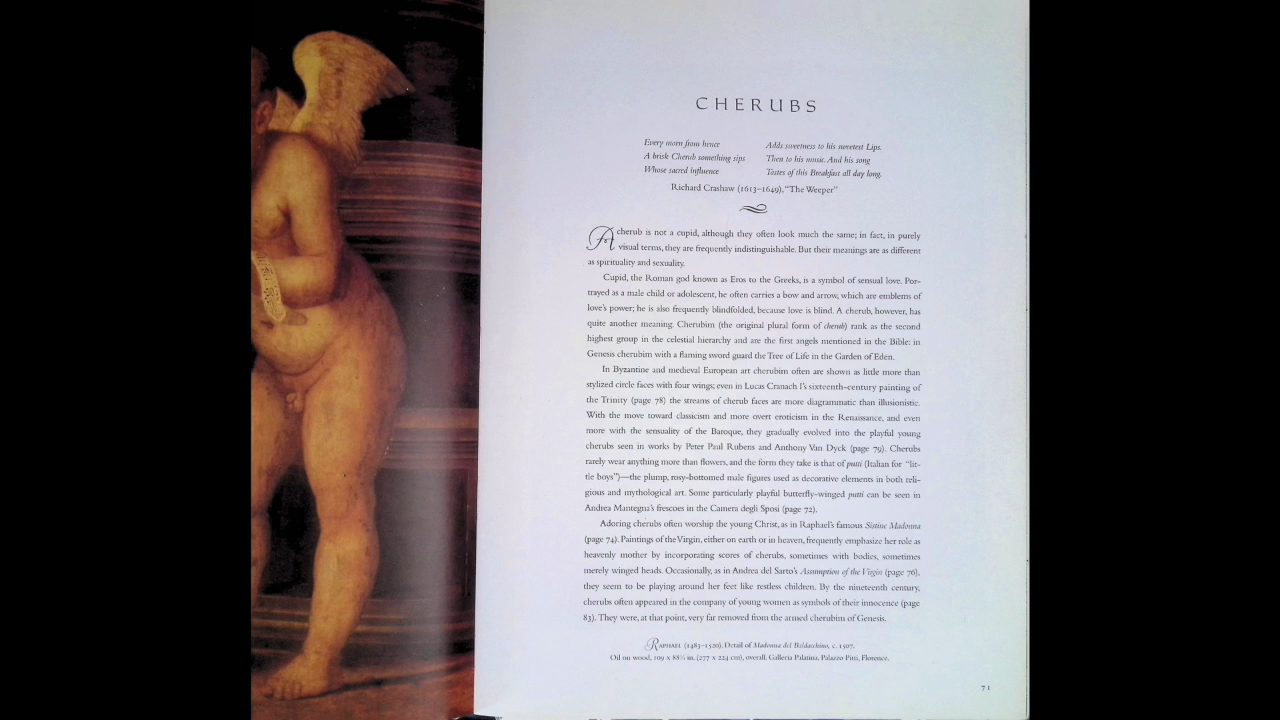 CHERUBS
Every morn from hence
A brisk Cherub something sips
Whose sacred influence
Adds sweetness to his sweetest Lips.
Then to his music. And his song
Tastes of this Breakfast all day long.
Richard Crashaw (1613–1649), "The Weeper"
A cherub is not a cupid, although they often look much the same; in fact, in purely
visual terms, they are frequently indistinguishable. But their meanings are as different
as spirituality and sexuality.
Cupid, the Roman god known as Eros to the Greeks, is a symbol of sensual love. Por-
trayed as a male child or adolescent, he often carries a bow and arrow, which are emblems of
love's power; he is also frequently blindfolded, because love is blind. A cherub, however, has
quite another meaning. Cherubim (the original plural form of cherub) rank as the second
highest group in the celestial hierarchy and are the first angels mentioned in the Bible: in
Genesis cherubim with a flaming sword guard the Tree of Life in the Garden of Eden.
In Byzantine and medieval European art cherubim often are shown as little more than
stylized circle faces with four wings; even in Lucas Cranach I's sixteenth-century painting of
the Trinity (page 78) the streams of cherub faces are more diagrammatic than illusionistic.
With the move toward classicism and more overt eroticism in the Renaissance, and even
more with the sensuality of the Baroque, they gradually evolved into the playful young
cherubs seen in works by Peter Paul Rubens and Anthony Van Dyck (page 79). Cherubs
rarely wear anything more than flowers, and the form they take is that of putti (Italian for "lit-
tle boys")—the plump, rosy-bottomed male figures used as decorative elements in both reli-
gious and mythological art. Some particularly playful butterfly-winged putti can be seen in
Andrea Mantegna's frescoes in the Camera degli Sposi (page 72).
Adoring cherubs often worship the young Christ, as in Raphael's famous Sistine Madonna
(page 74). Paintings of the Virgin, either on earth or in heaven, frequently emphasize her role as
heavenly mother by incorporating scores of cherubs, sometimes with bodies, sometimes
merely winged heads. Occasionally, as in Andrea del Sarto's Assumption of the Virgin (page 76),
they seem to be playing around her feet like restless children. By the nineteenth century,
cherubs often appeared in the company of young women as symbols of their innocence (page
83). They were, at that point, very far removed from the armed cherubim of Genesis.
RAPHAEL (1483–1520). Detail of Madonna del Baldacchino, c. 1507.
Oil on wood, 109 x 88¼ in. (277 x 224 cm), overall. Galleria Palatina, Palazzo Pitti, Florence.
71